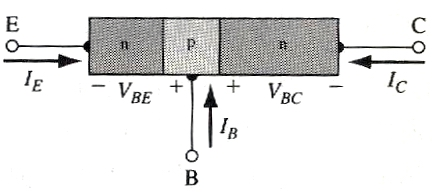 E C
n p n
I_E − V_BE + + V_BC − I_C
I_B
B